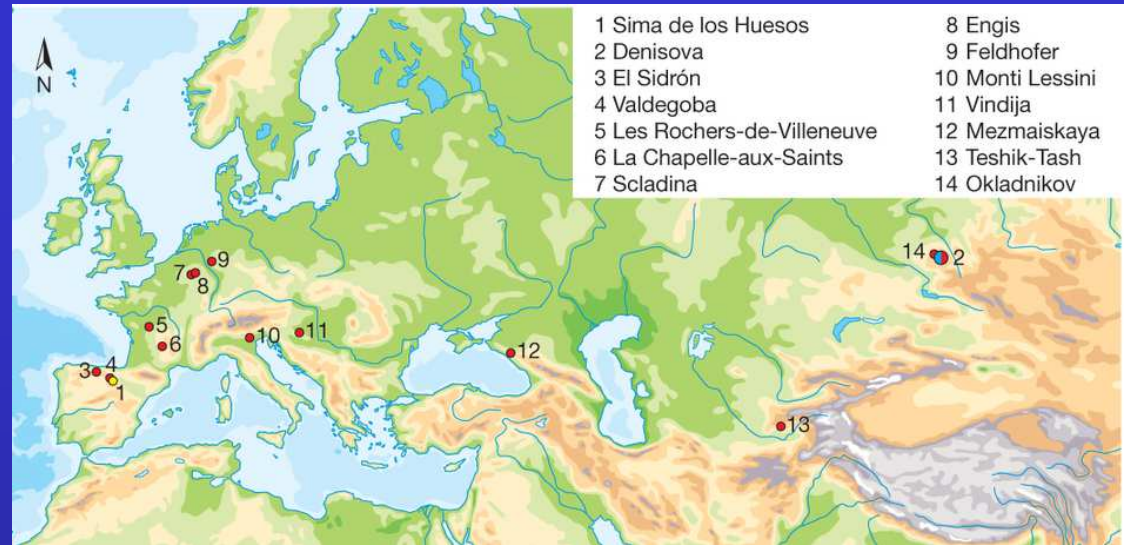 1 Sima de los Huesos
2 Denisova
3 El Sidrón
4 Valdegoba
5 Les Rochers-de-Villeneuve
6 La Chapelle-aux-Saints
7 Scladina
8 Engis
9 Feldhofer
10 Monti Lessini
11 Vindija
12 Mezmaiskaya
13 Teshik-Tash
14 Okladnikov
N
14 2
9
7
8
5
6
10
11
12
3
4
1
13